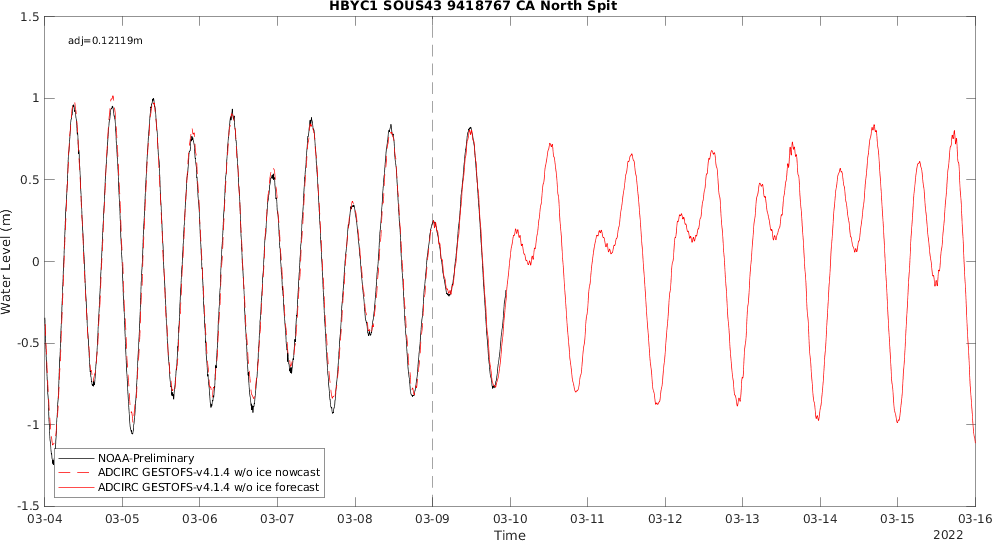 HBYC1 SOUS43 9418767 CA North Spit
adj=0.12119m
1.5
1
0.5
0
-0.5
-1
-1.5
Water Level (m)
NOAA-Preliminary
ADCIRC GESTOFS-v4.1.4 w/o ice nowcast
ADCIRC GESTOFS-v4.1.4 w/o ice forecast
03-04 03-05 03-06 03-07 03-08 03-09 03-10 03-11 03-12 03-13 03-14 03-15 03-16
Time
2022